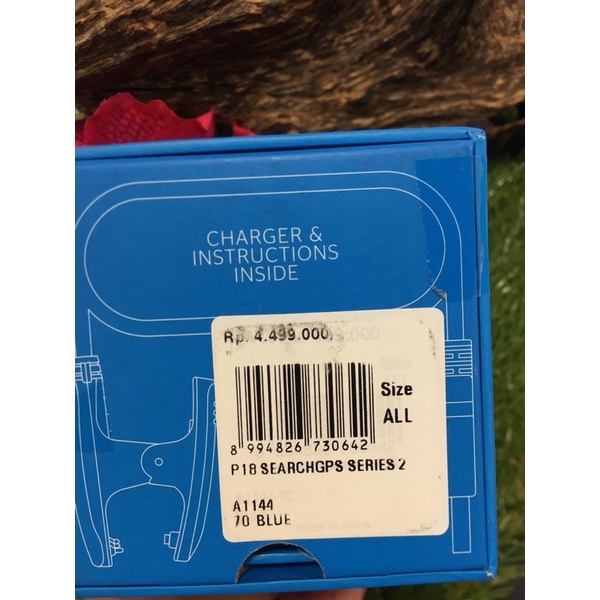 CHARGER &
INSTRUCTIONS
INSIDE
Rp. 4.499.000
Size
ALL
8 994826 730642
P18 SEARCHGPS SERIES 2
A1144
70 BLUE